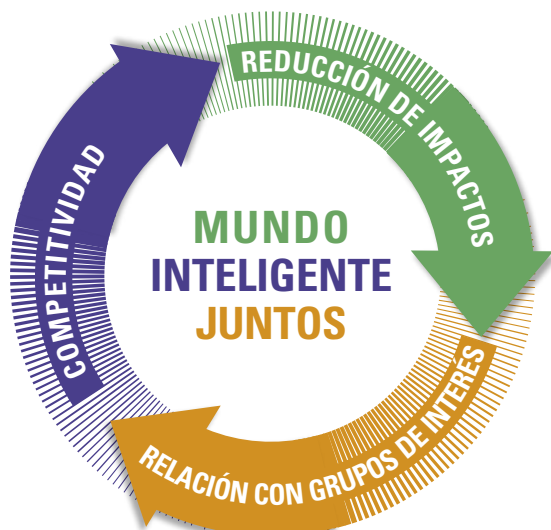 REDUCCIÓN DE IMPACTOS
COMPETITIVIDAD
MUNDO
INTELIGENTE
JUNTOS
RELACIÓN CON GRUPOS DE INTERÉS